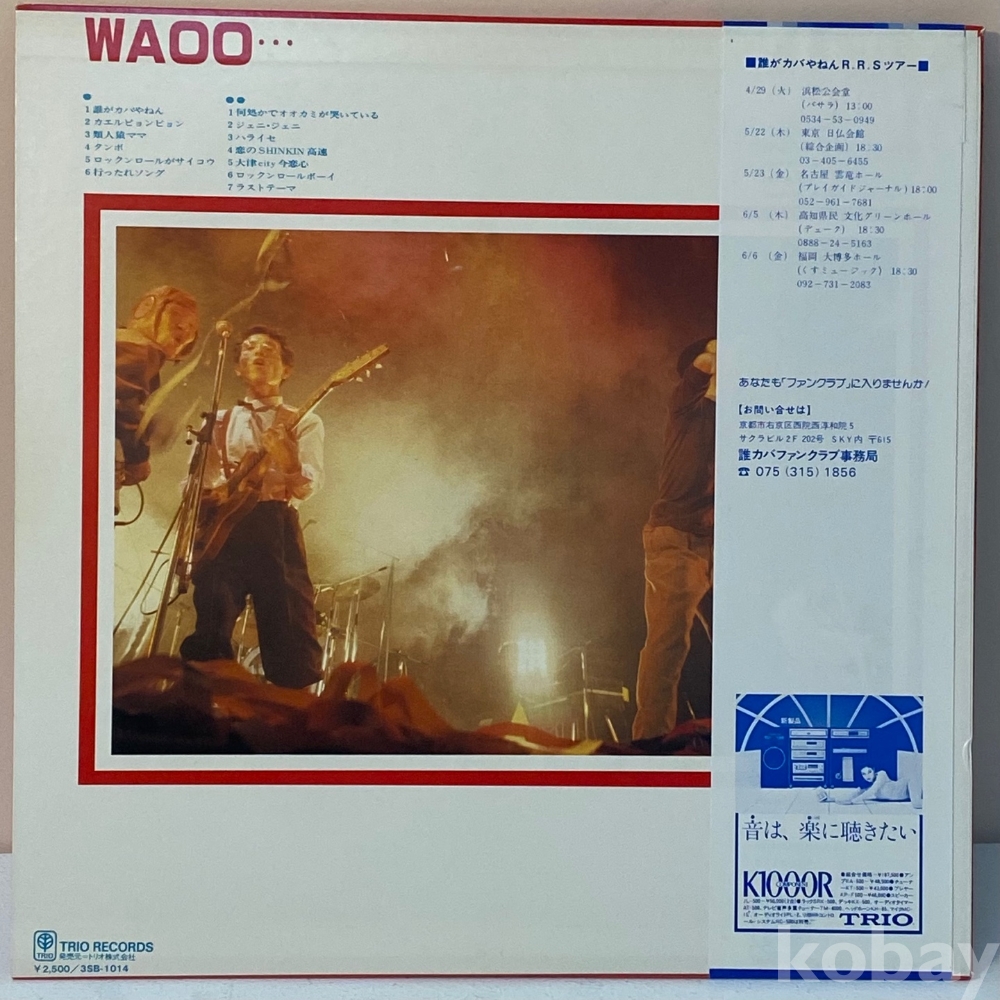 WAOO…
●
1 誰がカバやねん
2 カエルピョンピョン
3 類人猿ママ
4 タンポ
5 ロックンロールがサイコウ
6 行ったれソング
●●
1 何処かでオオカミが哭いている
2 ジェニ・ジェニ
3 ハライセ
4 恋のSHINKIN高速
5 大津city今恋心
6 ロックンロールボーイ
7 ラストテーマ
■誰がカバやねんR.R.Sツアー■
4/29(火) 浜松公会堂
(バサラ) 13:00
0534-53-0949
5/22(木) 東京 日仏会館
(綜合企画) 18:30
03-405-6455
5/23(金) 名古屋 雲竜ホール
(プレイガイドジャーナル) 18:00
052-961-7681
6/5(木) 高知県民 文化グリーンホール
(デューク) 18:30
0888-24-5163
6/6(金) 福岡 大博多ホール
(くすミュージック) 18:30
092-731-2083
あなたも「ファンクラブ」に入りませんか!
【お問い合せは】
京都市右京区西院西淳和院5
サクラビル2F 202号 SKY内 〒615
誰カバファンクラブ事務局
☎ 075(315)1856
新製品
音は、楽に聴きたい
K1000R
COMPONENT
TRIO
TRIO RECORDS
発売元=トリオ株式会社
¥2,500/3SB-1014
kobay